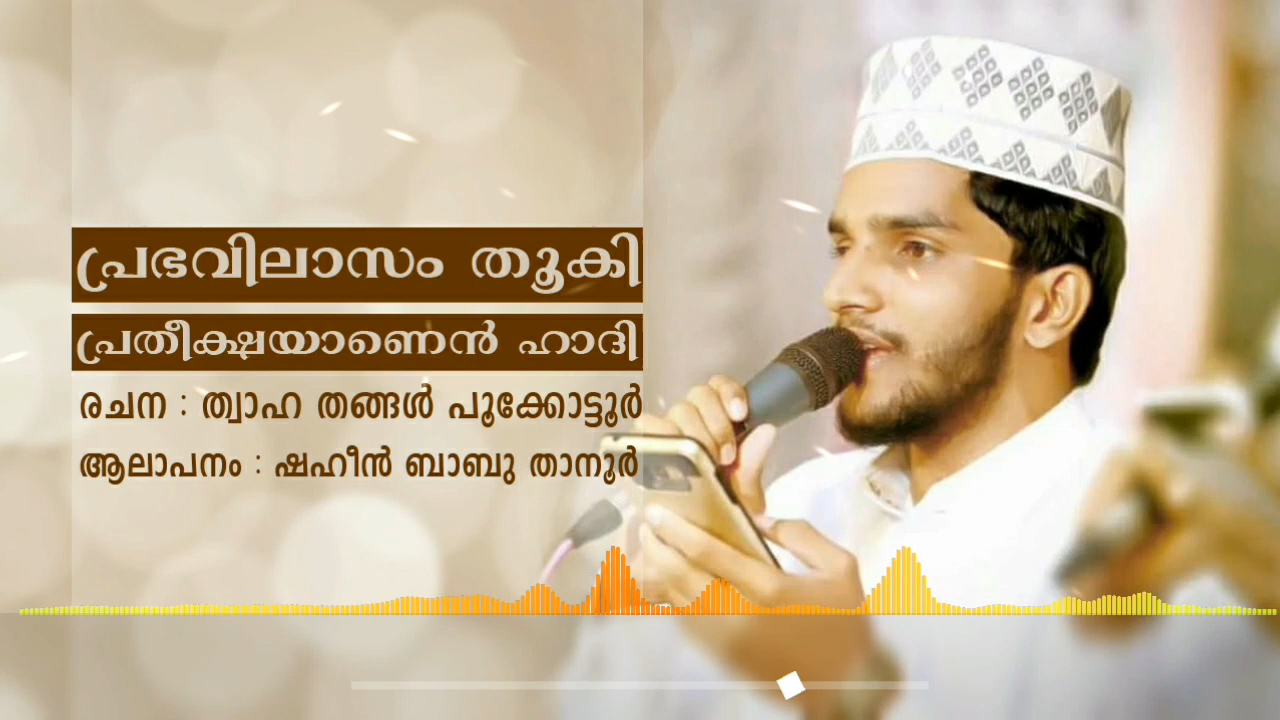 പ്രഭവിലാസം തൂകി
പ്രതീക്ഷയാണെൻ ഹാദി
രചന : ത്വാഹ തങ്ങൾ പൂക്കോട്ടൂർ
ആലാപനം : ഷഹീൻ ബാബു താനൂർ